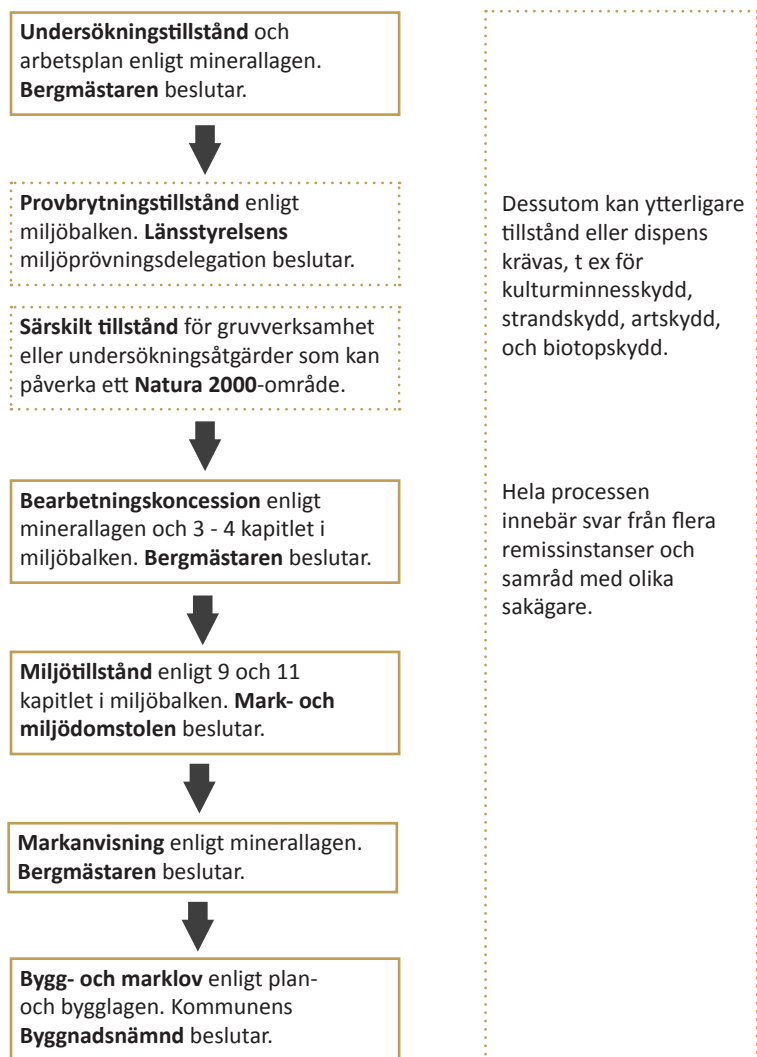 Undersökningstillstånd och
arbetsplan enligt minerallagen.
Bergmästaren beslutar.
Provbrytningstillstånd enligt
miljöbalken. Länsstyrelsens
miljöprövningsdelegation beslutar.
Särskilt tillstånd för gruvverksamhet
eller undersökningsåtgärder som kan
påverka ett Natura 2000-område.
Bearbetningskoncession enligt
minerallagen och 3 - 4 kapitlet i
miljöbalken. Bergmästaren beslutar.
Miljötillstånd enligt 9 och 11
kapitlet i miljöbalken. Mark- och
miljödomstolen beslutar.
Markanvisning enligt minerallagen.
Bergmästaren beslutar.
Bygg- och marklov enligt plan-
och bygglagen. Kommunens
Byggnadsnämnd beslutar.
Dessutom kan ytterligare
tillstånd eller dispens
krävas, t ex för
kulturminnesskydd,
strandskydd, artskydd,
och biotopskydd.
Hela processen
innebär svar från flera
remissinstanser och
samråd med olika
sakägare.